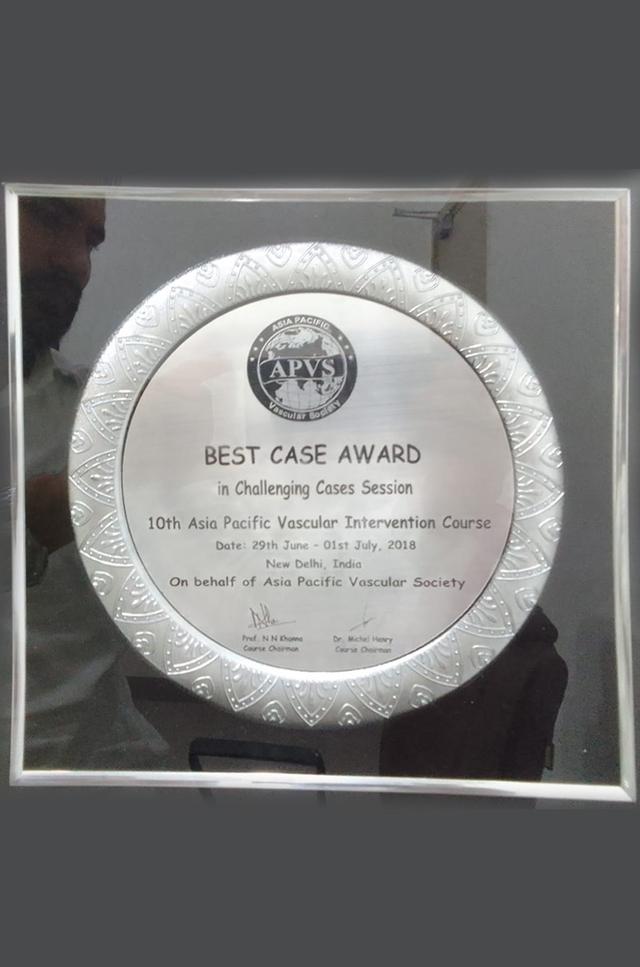 ASIA PACIFIC
APVS
Vascular Society
BEST CASE AWARD
in Challenging Cases Session
10th Asia Pacific Vascular Intervention Course
Date: 29th June - 01st July, 2018
New Delhi, India
On behalf of Asia Pacific Vascular Society
Prof. N N Khanna
Course Chairman
Dr. Michel Henry
Course Chairman